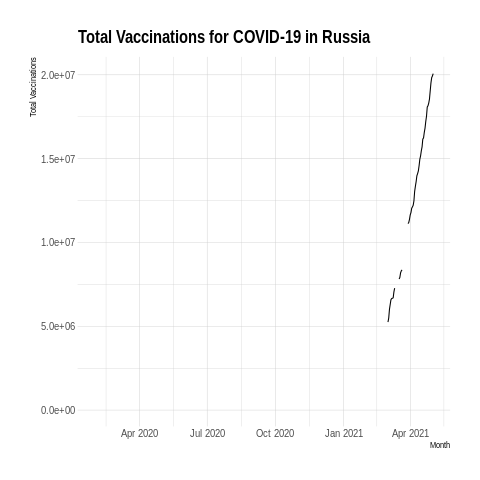 Total Vaccinations for COVID-19 in Russia
Total Vaccinations
2.0e+07
1.5e+07
1.0e+07
5.0e+06
0.0e+00
Apr 2020 Jul 2020 Oct 2020 Jan 2021 Apr 2021
Month